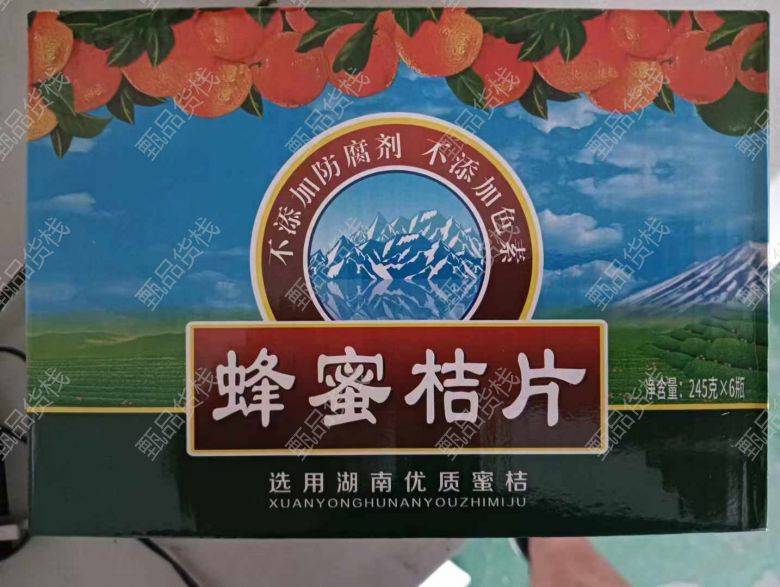 不添加防腐剂 不添加色素
蜂蜜桔片
净含量：245克×6瓶
选用湖南优质蜜桔
XUANYONGHUNANYOUZHIMIJU
甄品货栈